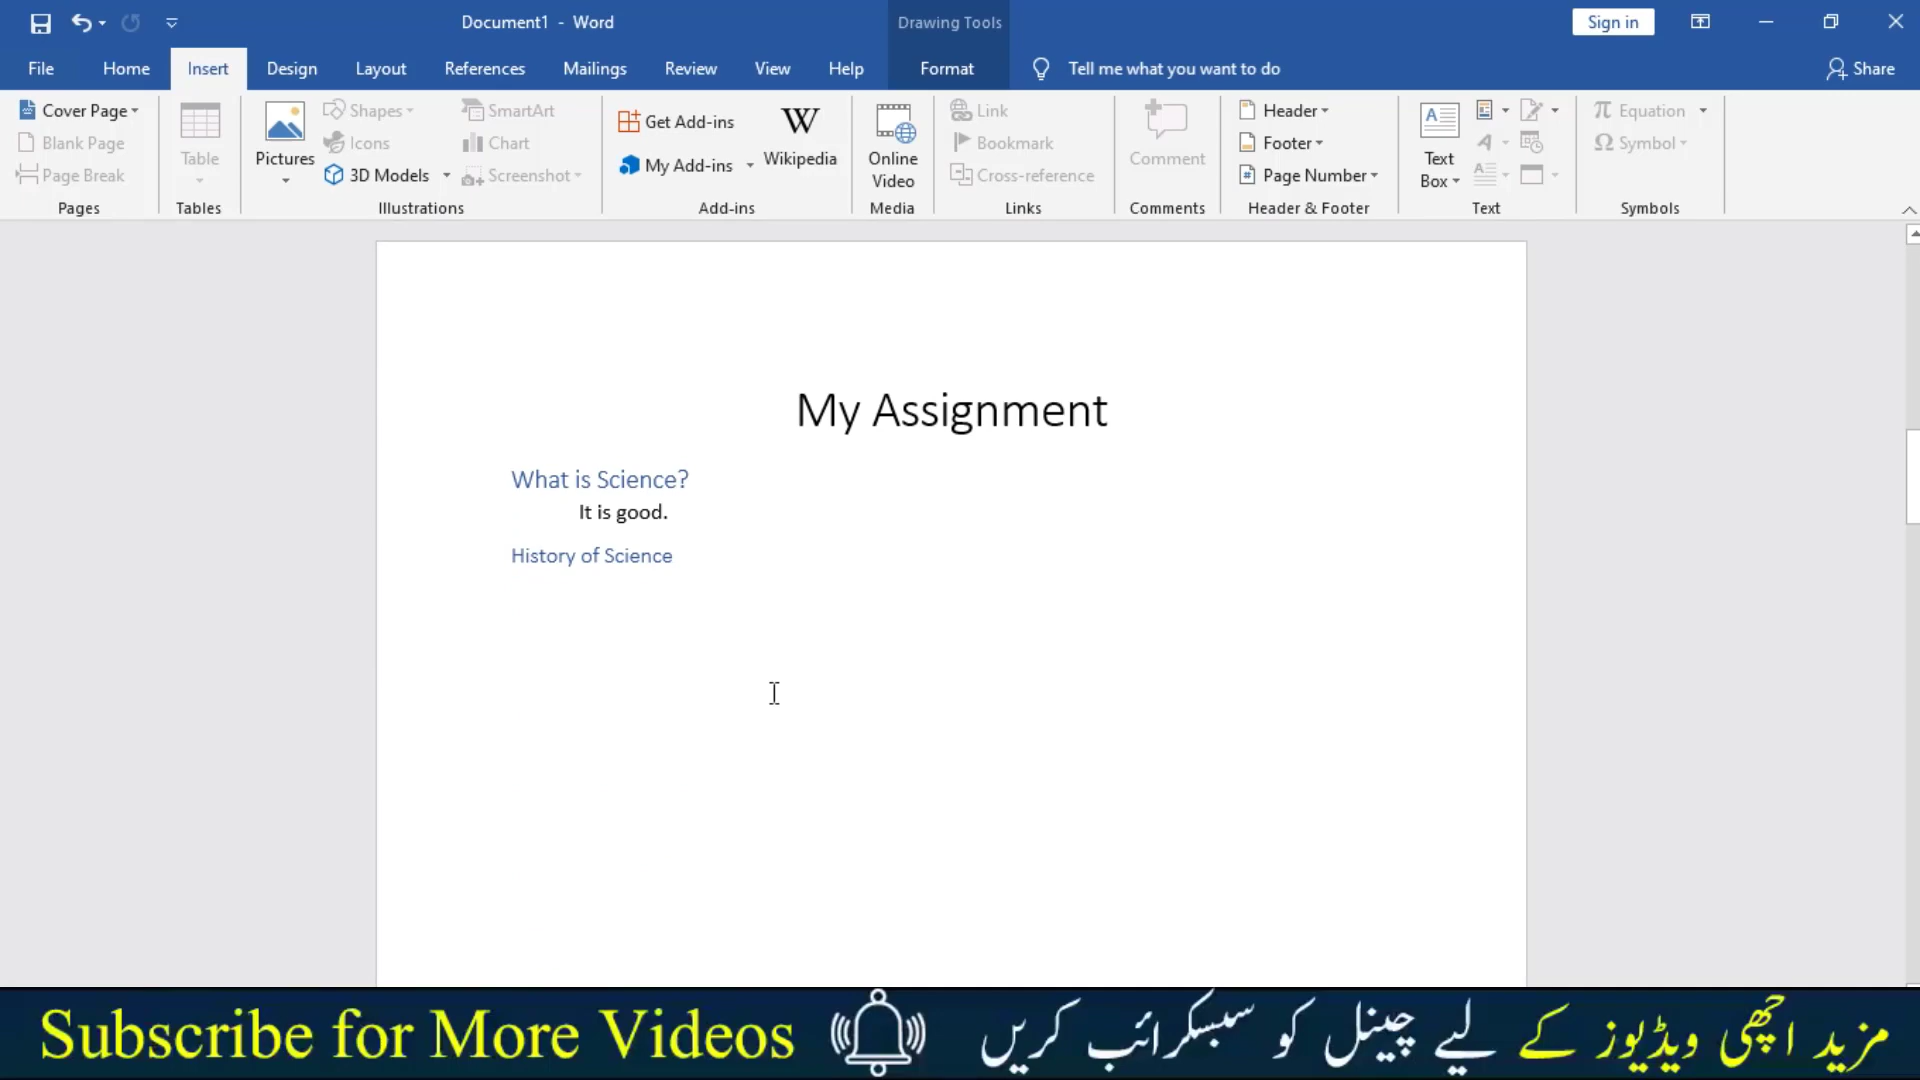 Document1 - Word
Drawing Tools
Sign in
File Home Insert Design Layout References Mailings Review View Help Format Tell me what you want to do Share
Cover Page
Blank Page
Page Break
Pages
Table
Tables
Pictures
Shapes
Icons
3D Models
SmartArt
Chart
Screenshot
Illustrations
Get Add-ins
My Add-ins
W
Wikipedia
Add-ins
Online
Video
Media
Link
Bookmark
Cross-reference
Links
Comment
Comments
Header
Footer
Page Number
Header & Footer
Text
Box
Text
Equation
Symbol
Symbols
My Assignment
What is Science?
It is good.
History of Science
Subscribe for More Videos
مزید اچھی ویڈیوز کے لیے چینل کو سبسکرائب کریں